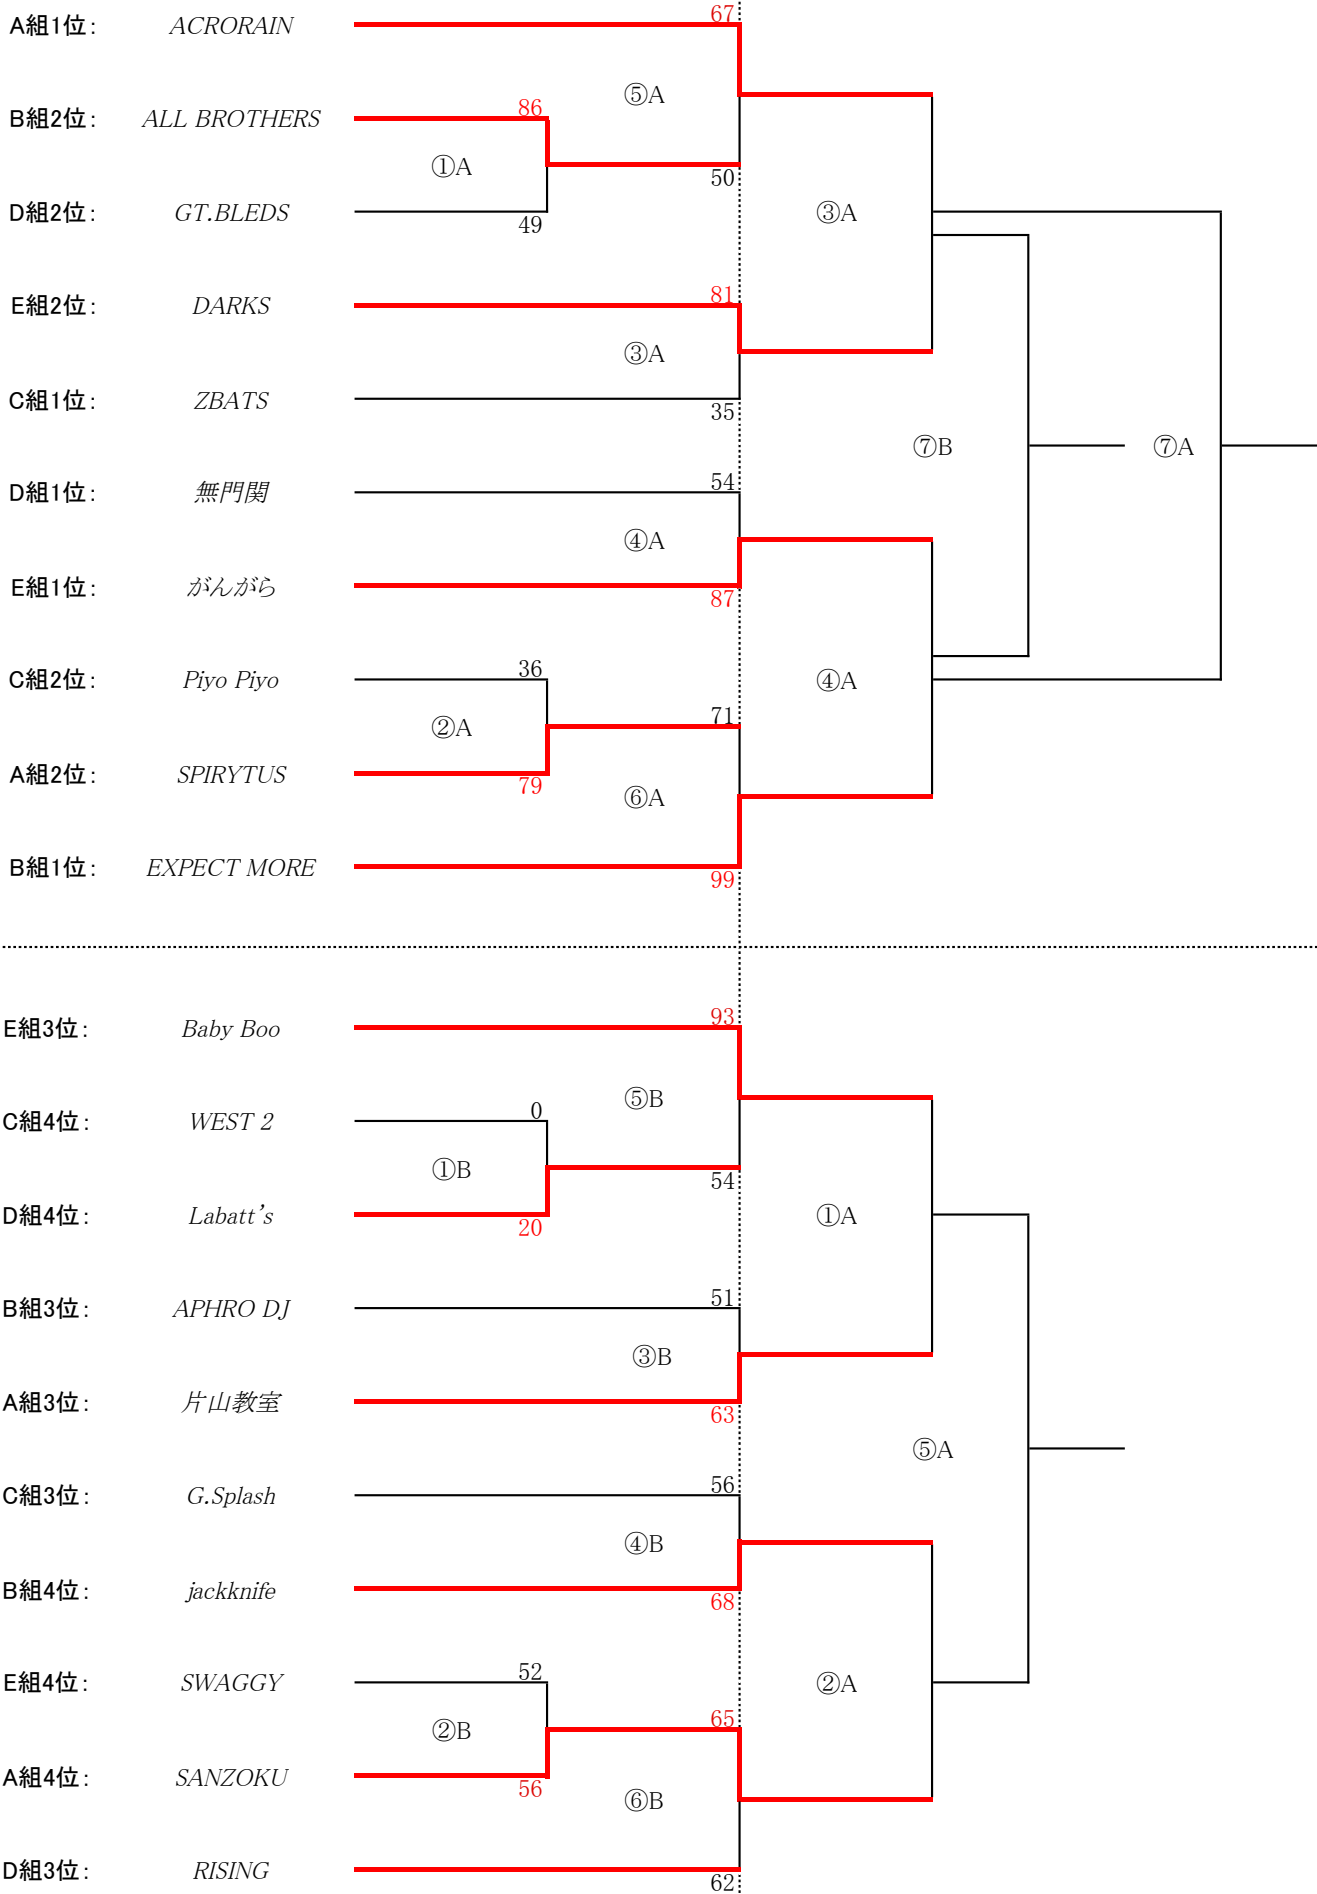 67
A組1位： ACRORAIN
⑤A
86
B組2位： ALL BROTHERS
①A
50
D組2位： GT.BLEDS ③A
49
81
E組2位： DARKS
③A
C組1位： ZBATS
35
⑦B ⑦A
54
D組1位： 無門関
④A
E組1位： がんがら
87
36
C組2位： Piyo Piyo ④A
71
②A
A組2位： SPIRYTUS
79
⑥A
B組1位： EXPECT MORE
99
93
E組3位： Baby Boo
⑤B
0
C組4位： WEST 2
①B
54
D組4位： Labatt's ①A
20
51
B組3位： APHRO DJ
③B
A組3位： 片山教室
63
⑤A
56
C組3位： G.Splash
④B
B組4位： jackknife
68
52
E組4位： SWAGGY ②A
65
②B
A組4位： SANZOKU
56
⑥B
D組3位： RISING
62